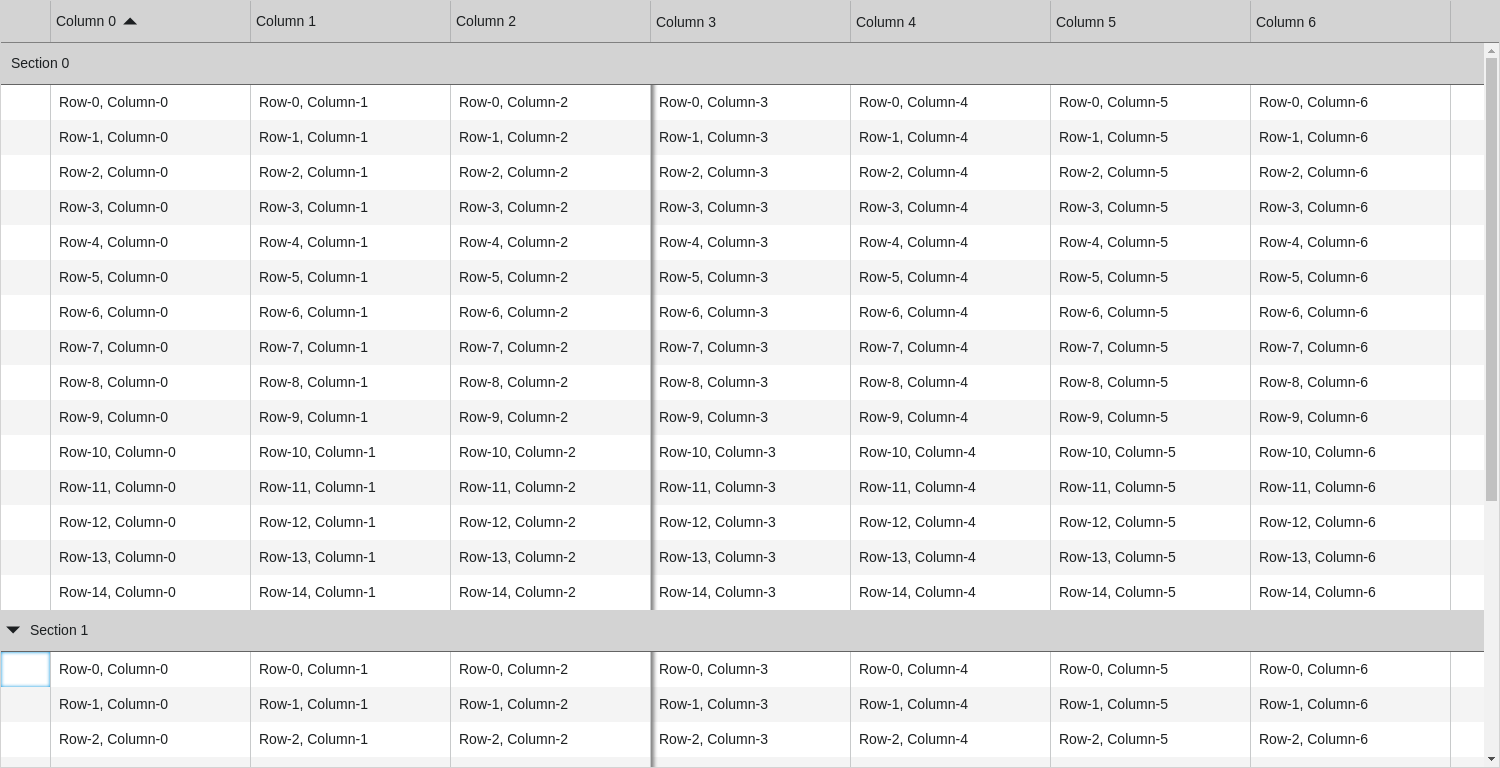 Column 0 Column 1 Column 2 Column 3 Column 4 Column 5 Column 6
Section 0
Row-0, Column-0 Row-0, Column-1 Row-0, Column-2 Row-0, Column-3 Row-0, Column-4 Row-0, Column-5 Row-0, Column-6
Row-1, Column-0 Row-1, Column-1 Row-1, Column-2 Row-1, Column-3 Row-1, Column-4 Row-1, Column-5 Row-1, Column-6
Row-2, Column-0 Row-2, Column-1 Row-2, Column-2 Row-2, Column-3 Row-2, Column-4 Row-2, Column-5 Row-2, Column-6
Row-3, Column-0 Row-3, Column-1 Row-3, Column-2 Row-3, Column-3 Row-3, Column-4 Row-3, Column-5 Row-3, Column-6
Row-4, Column-0 Row-4, Column-1 Row-4, Column-2 Row-4, Column-3 Row-4, Column-4 Row-4, Column-5 Row-4, Column-6
Row-5, Column-0 Row-5, Column-1 Row-5, Column-2 Row-5, Column-3 Row-5, Column-4 Row-5, Column-5 Row-5, Column-6
Row-6, Column-0 Row-6, Column-1 Row-6, Column-2 Row-6, Column-3 Row-6, Column-4 Row-6, Column-5 Row-6, Column-6
Row-7, Column-0 Row-7, Column-1 Row-7, Column-2 Row-7, Column-3 Row-7, Column-4 Row-7, Column-5 Row-7, Column-6
Row-8, Column-0 Row-8, Column-1 Row-8, Column-2 Row-8, Column-3 Row-8, Column-4 Row-8, Column-5 Row-8, Column-6
Row-9, Column-0 Row-9, Column-1 Row-9, Column-2 Row-9, Column-3 Row-9, Column-4 Row-9, Column-5 Row-9, Column-6
Row-10, Column-0 Row-10, Column-1 Row-10, Column-2 Row-10, Column-3 Row-10, Column-4 Row-10, Column-5 Row-10, Column-6
Row-11, Column-0 Row-11, Column-1 Row-11, Column-2 Row-11, Column-3 Row-11, Column-4 Row-11, Column-5 Row-11, Column-6
Row-12, Column-0 Row-12, Column-1 Row-12, Column-2 Row-12, Column-3 Row-12, Column-4 Row-12, Column-5 Row-12, Column-6
Row-13, Column-0 Row-13, Column-1 Row-13, Column-2 Row-13, Column-3 Row-13, Column-4 Row-13, Column-5 Row-13, Column-6
Row-14, Column-0 Row-14, Column-1 Row-14, Column-2 Row-14, Column-3 Row-14, Column-4 Row-14, Column-5 Row-14, Column-6
Section 1
Row-0, Column-0 Row-0, Column-1 Row-0, Column-2 Row-0, Column-3 Row-0, Column-4 Row-0, Column-5 Row-0, Column-6
Row-1, Column-0 Row-1, Column-1 Row-1, Column-2 Row-1, Column-3 Row-1, Column-4 Row-1, Column-5 Row-1, Column-6
Row-2, Column-0 Row-2, Column-1 Row-2, Column-2 Row-2, Column-3 Row-2, Column-4 Row-2, Column-5 Row-2, Column-6